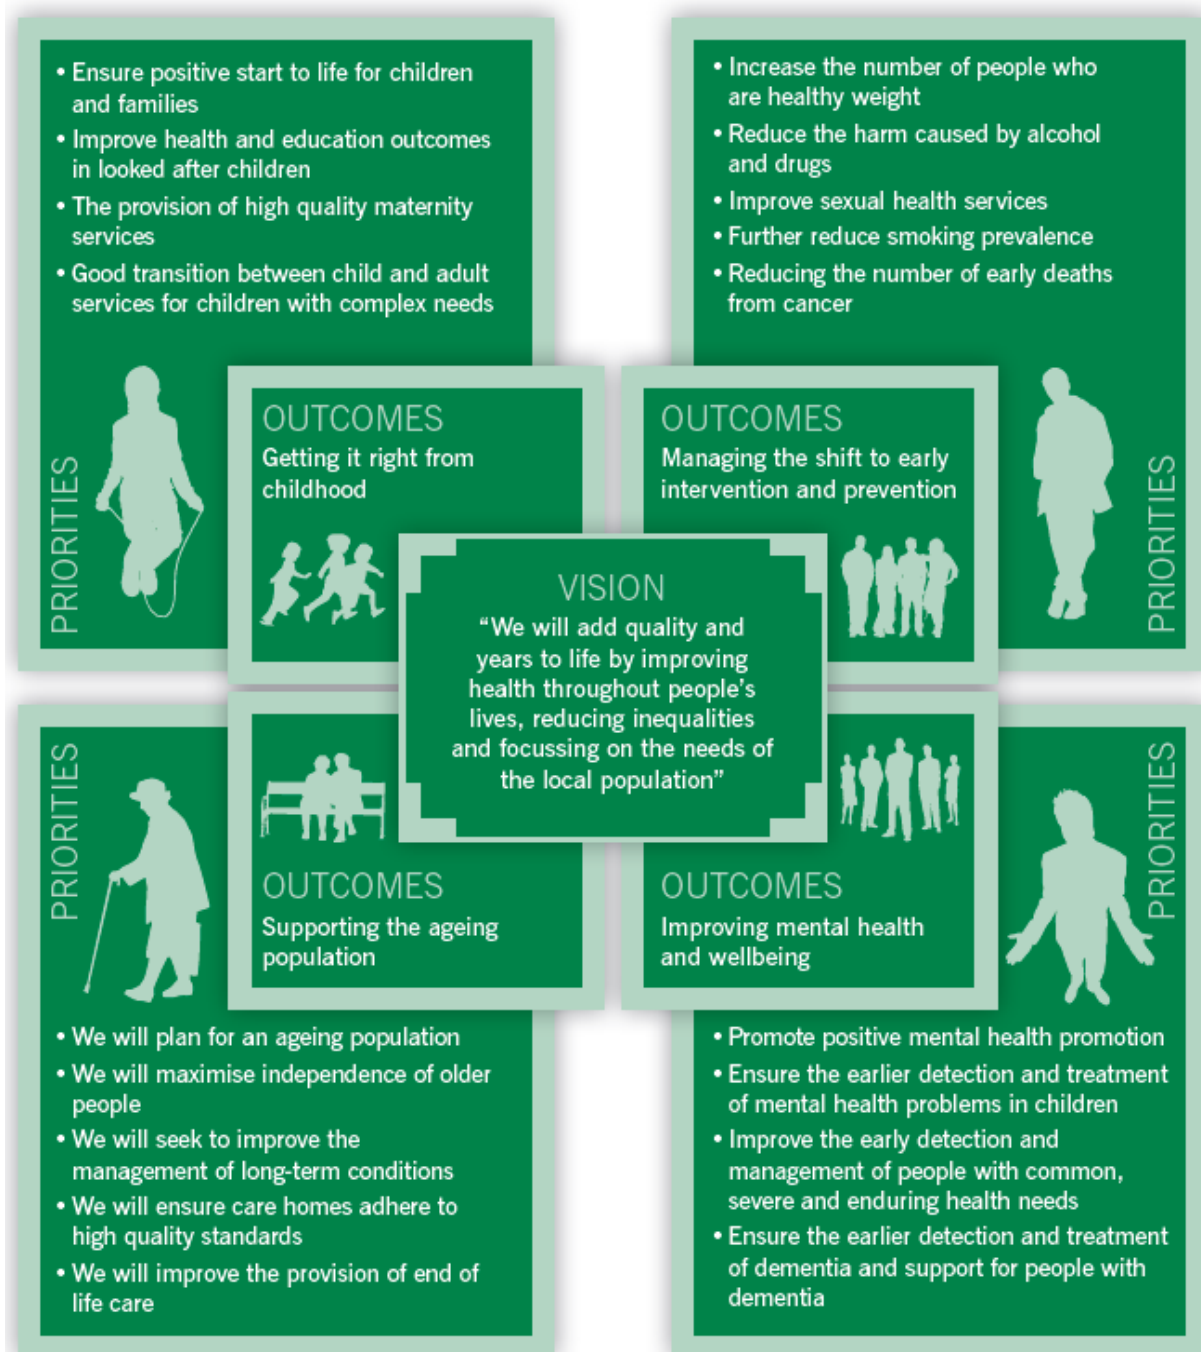 • Ensure positive start to life for children
and families
• Improve health and education outcomes
in looked after children
• The provision of high quality maternity
services
• Good transition between child and adult
services for children with complex needs
PRIORITIES
OUTCOMES
Getting it right from
childhood
• Increase the number of people who
are healthy weight
• Reduce the harm caused by alcohol
and drugs
• Improve sexual health services
• Further reduce smoking prevalence
• Reducing the number of early deaths
from cancer
OUTCOMES
Managing the shift to early
intervention and prevention
PRIORITIES
VISION
“We will add quality and
years to life by improving
health throughout people’s
lives, reducing inequalities
and focussing on the needs of
the local population”
PRIORITIES
OUTCOMES
Supporting the ageing
population
• We will plan for an ageing population
• We will maximise independence of older
people
• We will seek to improve the
management of long-term conditions
• We will ensure care homes adhere to
high quality standards
• We will improve the provision of end of
life care
OUTCOMES
Improving mental health
and wellbeing
PRIORITIES
• Promote positive mental health promotion
• Ensure the earlier detection and treatment
of mental health problems in children
• Improve the early detection and
management of people with common,
severe and enduring health needs
• Ensure the earlier detection and treatment
of dementia and support for people with
dementia